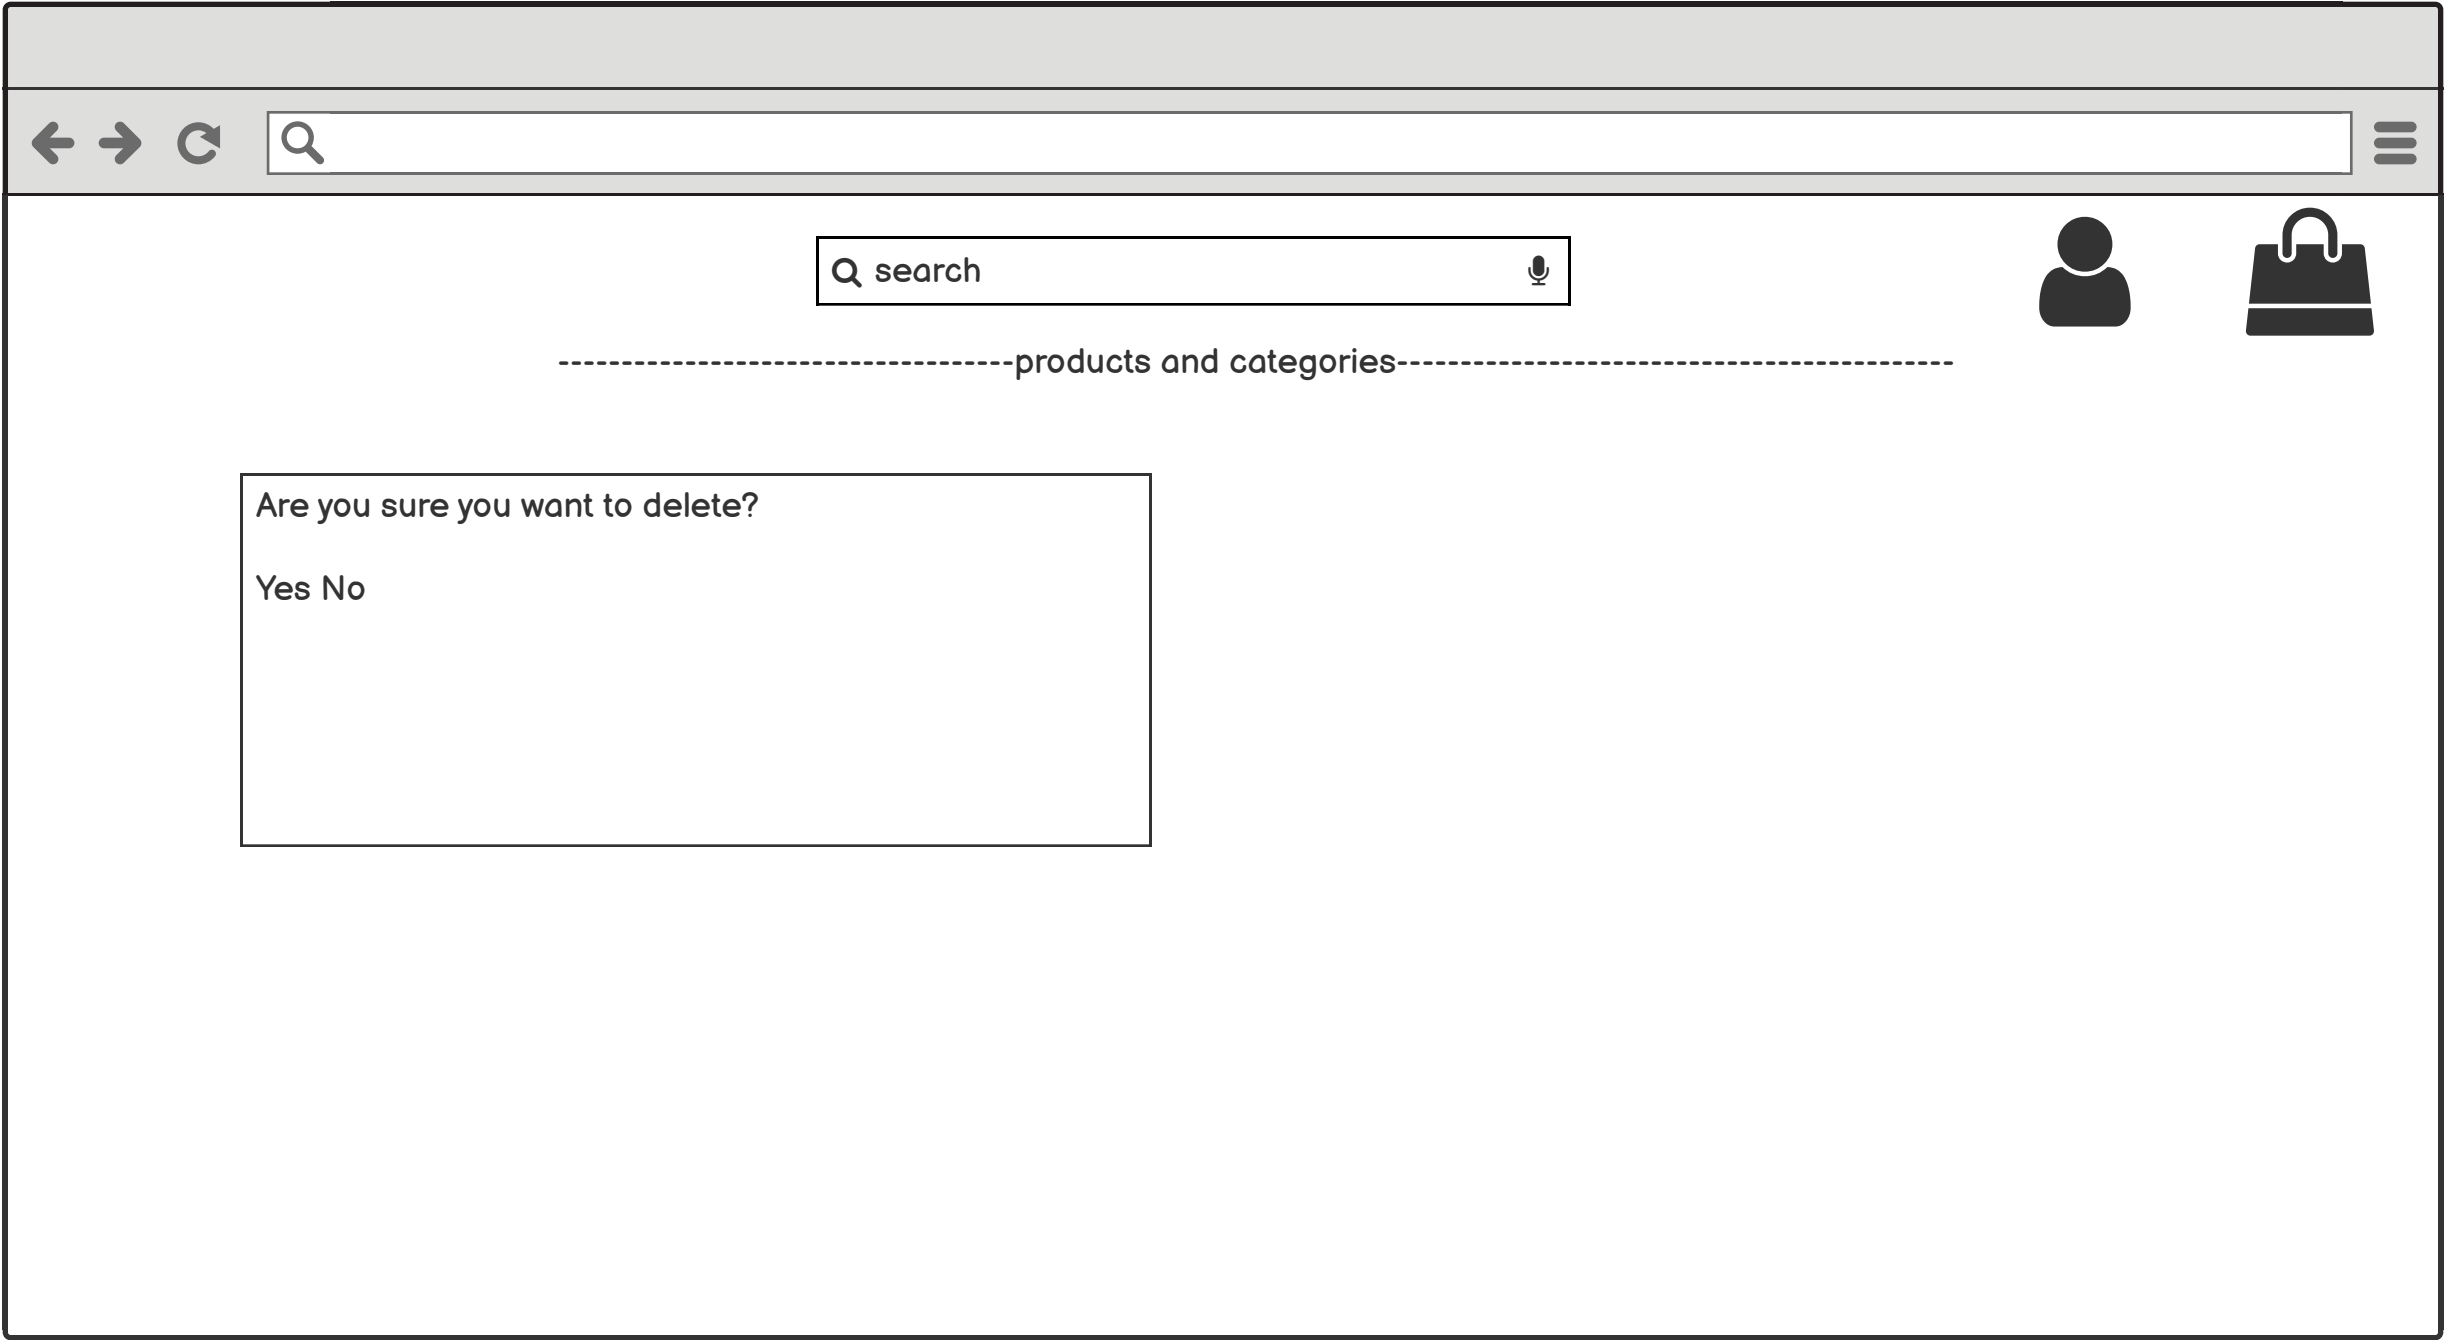 search
------------------------------------products and categories--------------------------------------------
Are you sure you want to delete?
Yes No